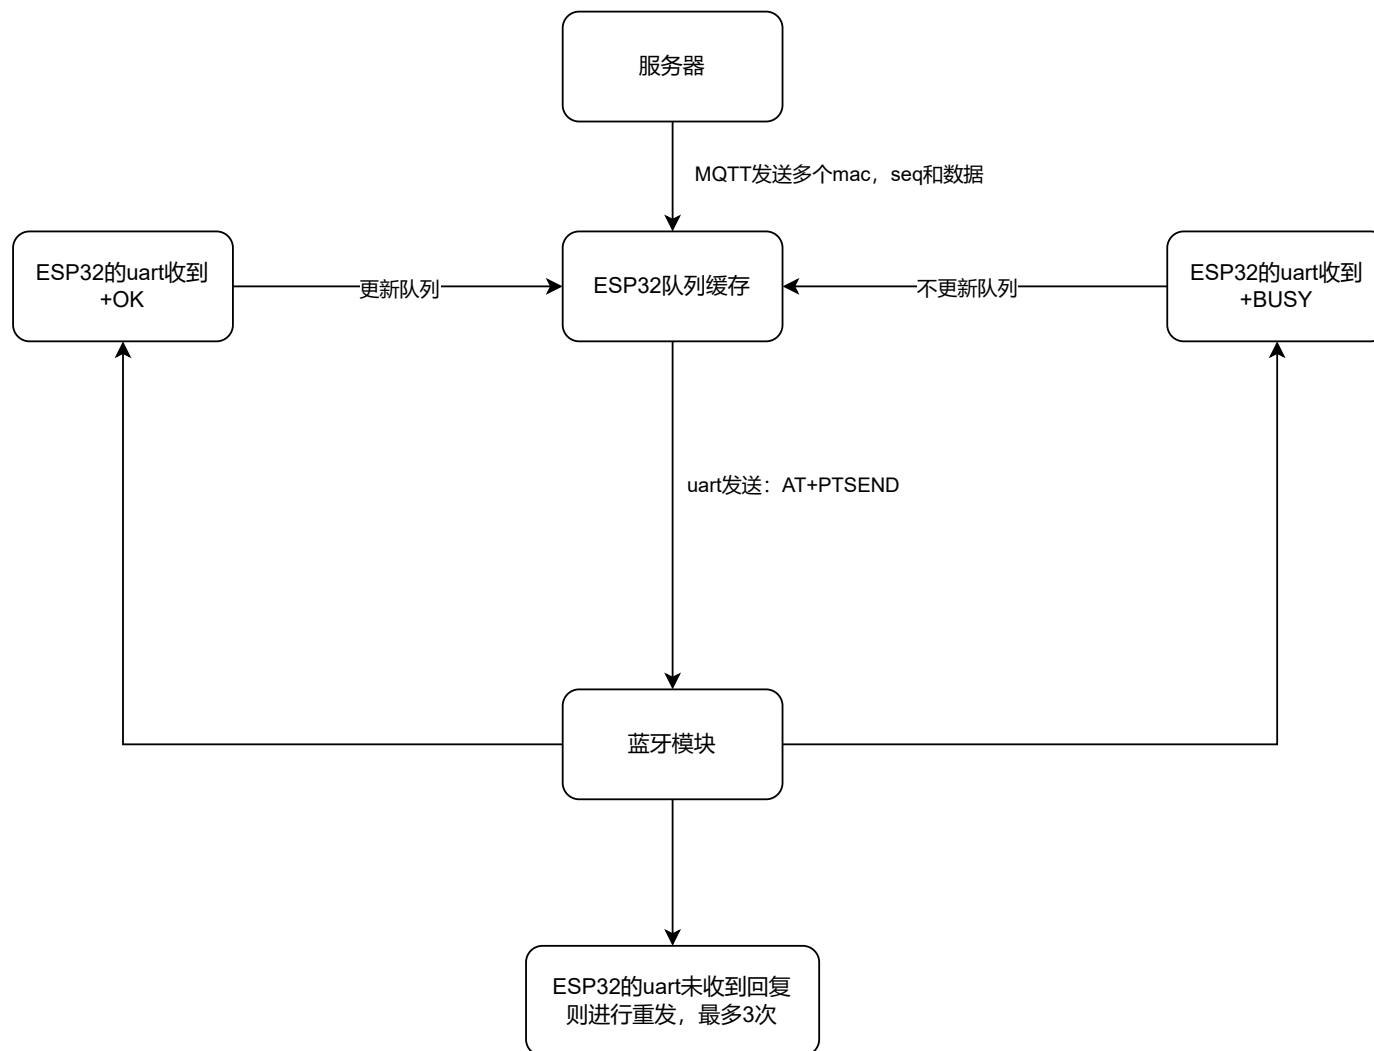 服务器
MQTT发送多个mac，seq和数据
ESP32的uart收到
+OK
更新队列
ESP32队列缓存
不更新队列
ESP32的uart收到
+BUSY
uart发送：AT+PTSEND
蓝牙模块
ESP32的uart未收到回复
则进行重发，最多3次